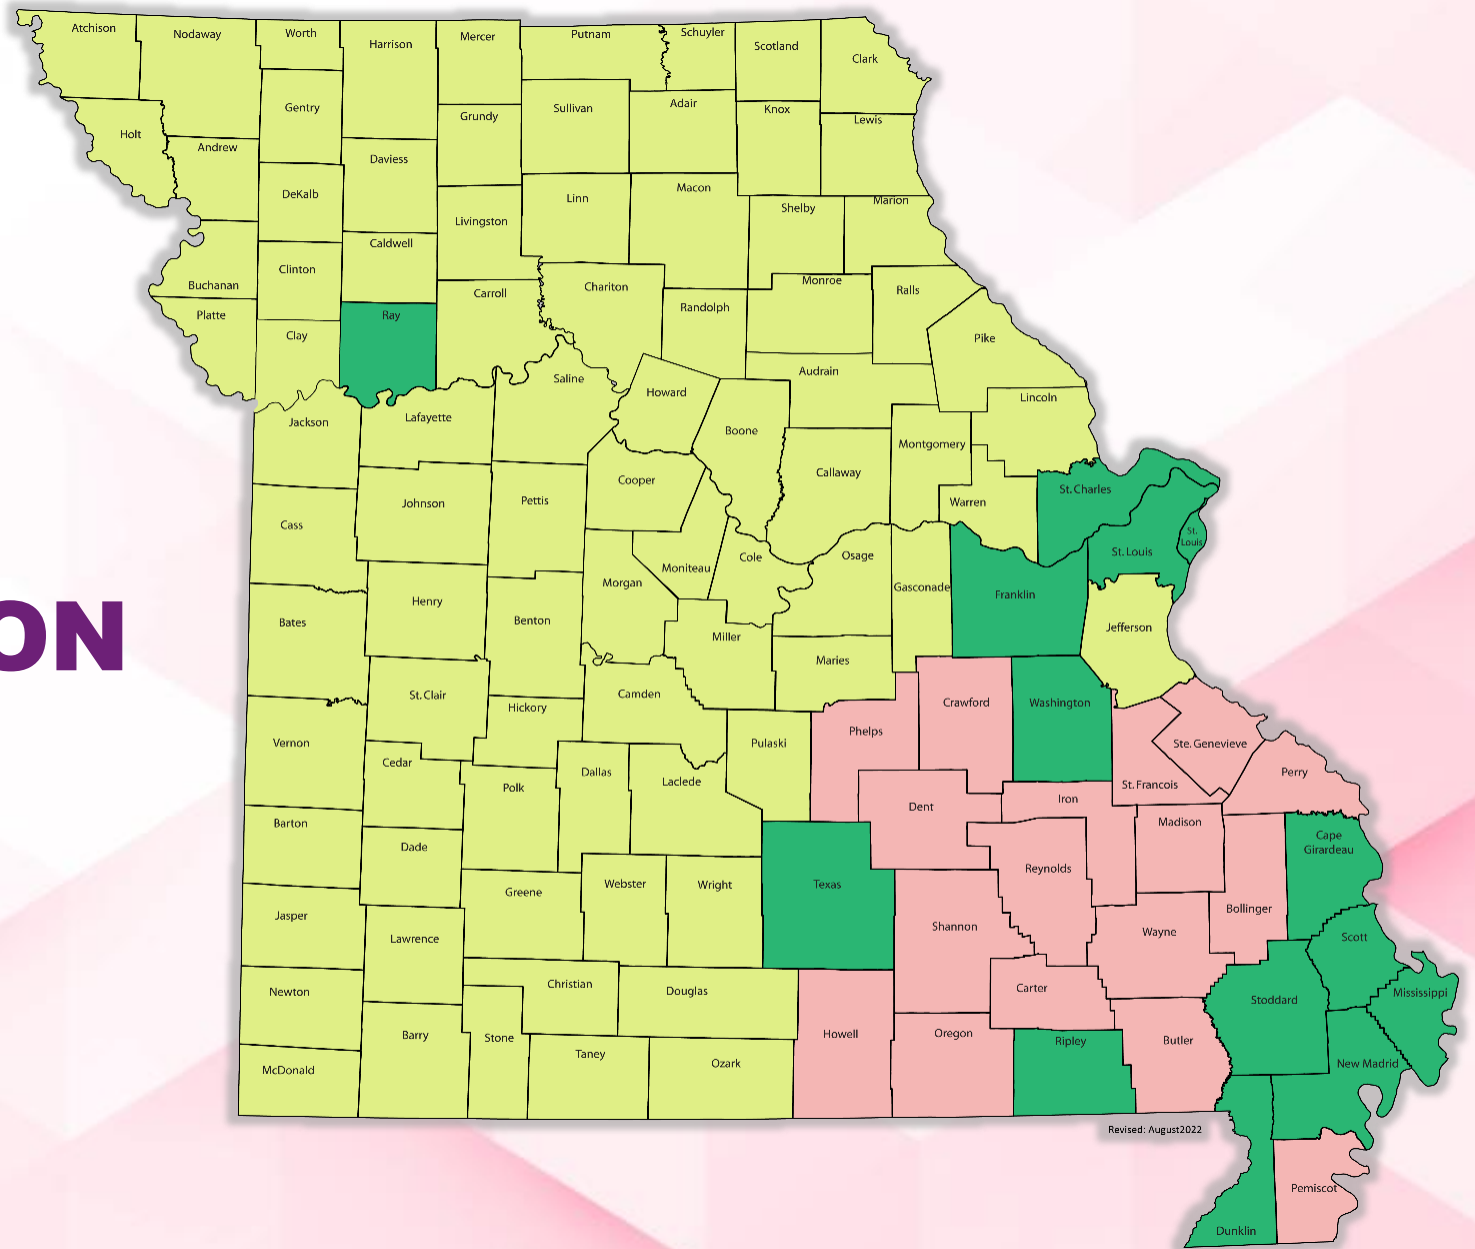 Atchison
Nodaway
Worth
Harrison
Mercer
Putnam
Schuyler
Scotland
Clark
Holt
Andrew
Gentry
DeKalb
Daviess
Grundy
Sullivan
Adair
Knox
Lewis
Livingston
Linn
Macon
Shelby
Marion
Buchanan
Clinton
Caldwell
Platte
Clay
Ray
Carroll
Chariton
Randolph
Monroe
Ralls
Pike
Audrain
Saline
Howard
Boone
Lincoln
Jackson
Lafayette
Callaway
Montgomery
Warren
St. Charles
Cass
Johnson
Pettis
Cooper
Moniteau
Cole
Osage
Gasconade
Franklin
St. Louis
St.
Louis
Jefferson
ON
Bates
Henry
Benton
Morgan
Miller
Maries
St. Clair
Hickory
Camden
Pulaski
Phelps
Crawford
Washington
Ste. Genevieve
St. Francois
Perry
Vernon
Cedar
Polk
Dallas
Laclede
Dent
Iron
Madison
Cape
Girardeau
Barton
Dade
Greene
Webster
Wright
Texas
Reynolds
Bollinger
Jasper
Lawrence
Shannon
Wayne
Scott
Newton
Christian
Douglas
Carter
Stoddard
Mississippi
McDonald
Barry
Stone
Taney
Ozark
Howell
Oregon
Ripley
Butler
New Madrid
Revised: August2022
Pemiscot
Dunklin